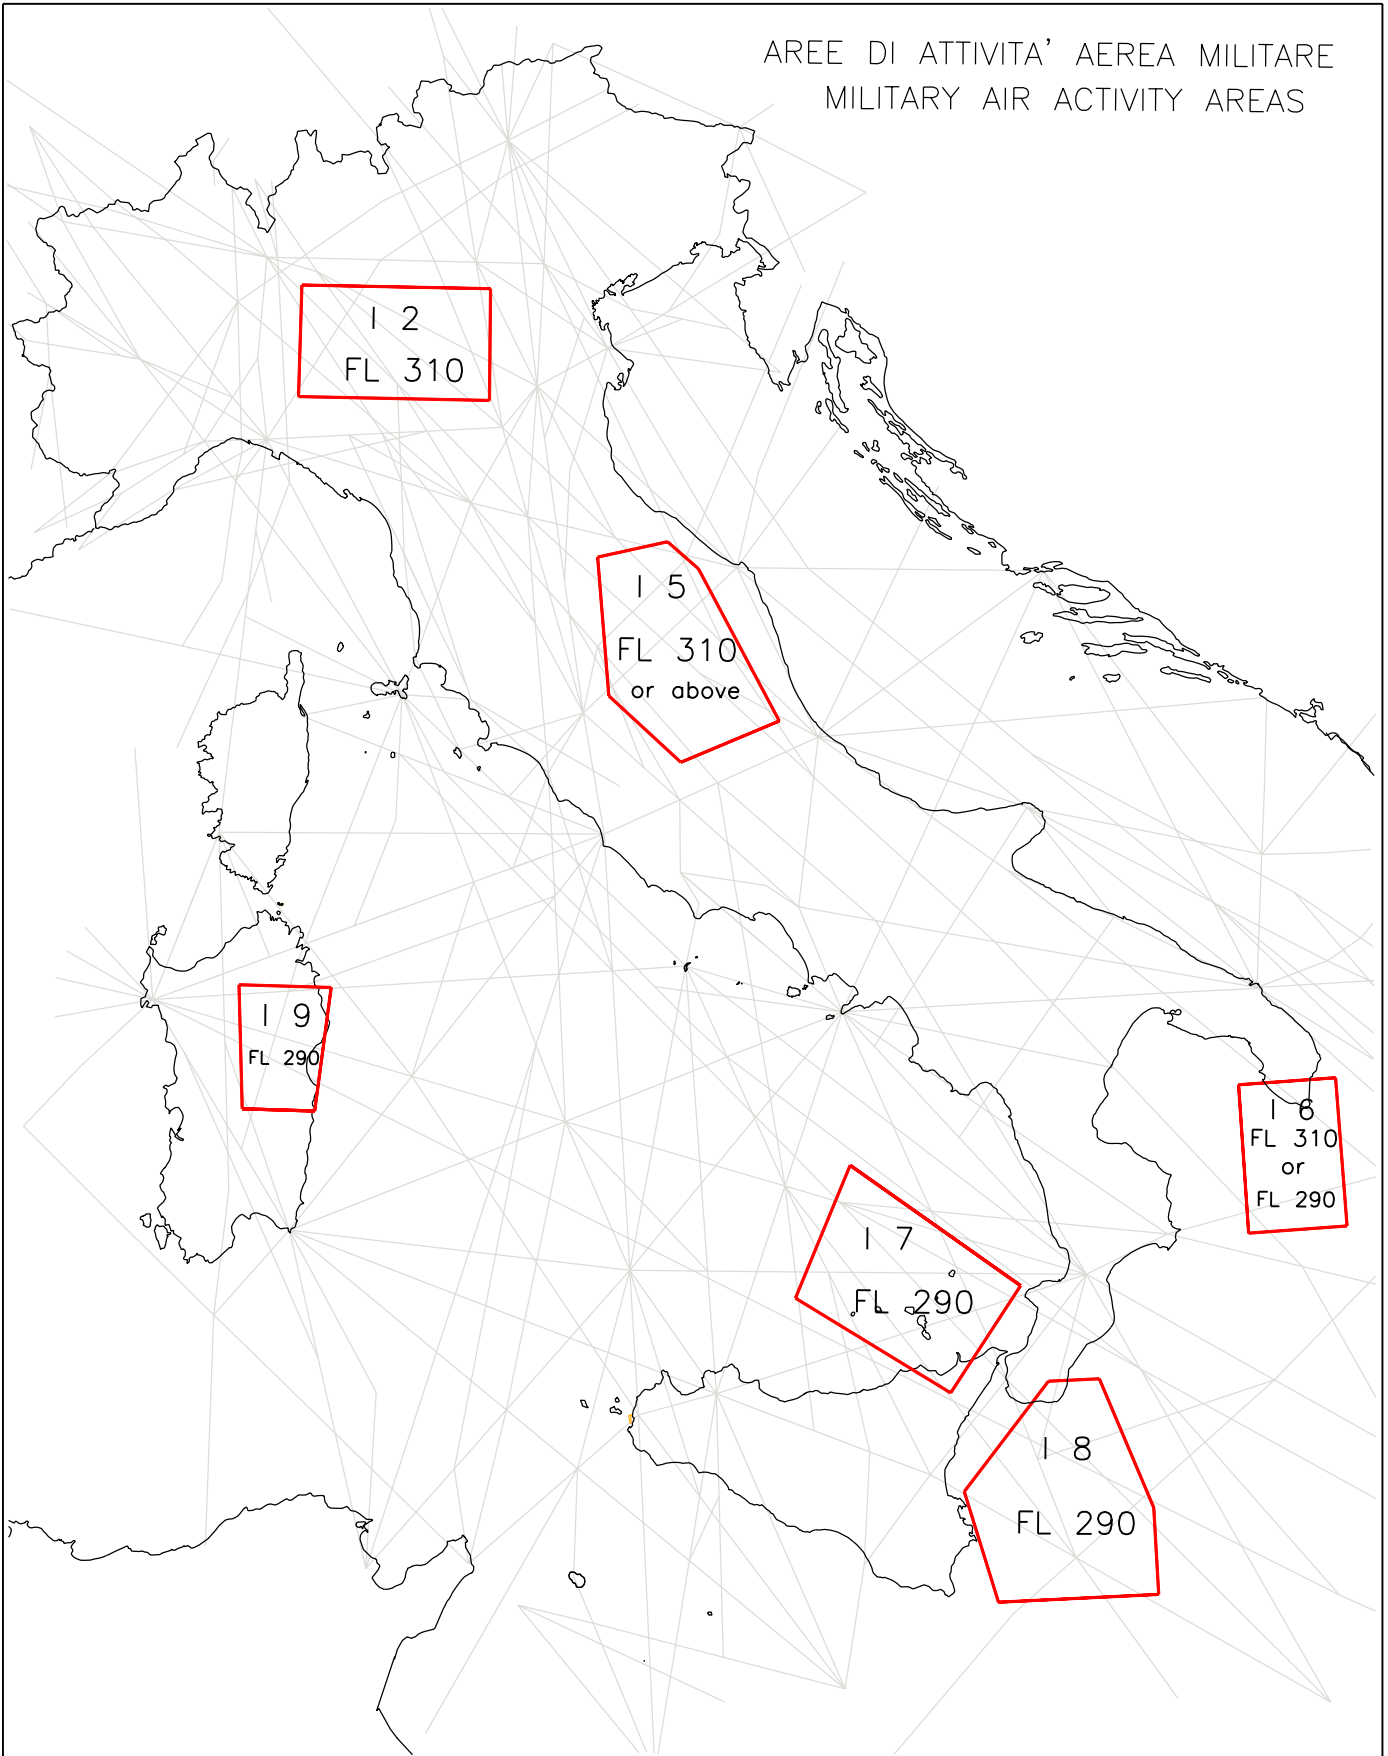 AREE DI ATTIVITA' AEREA MILITARE
MILITARY AIR ACTIVITY AREAS
I 2
FL 310
I 5
FL 310
or above
I 9
FL 290
I 6
FL 310
or
FL 290
I 7
FL 290
I 8
FL 290